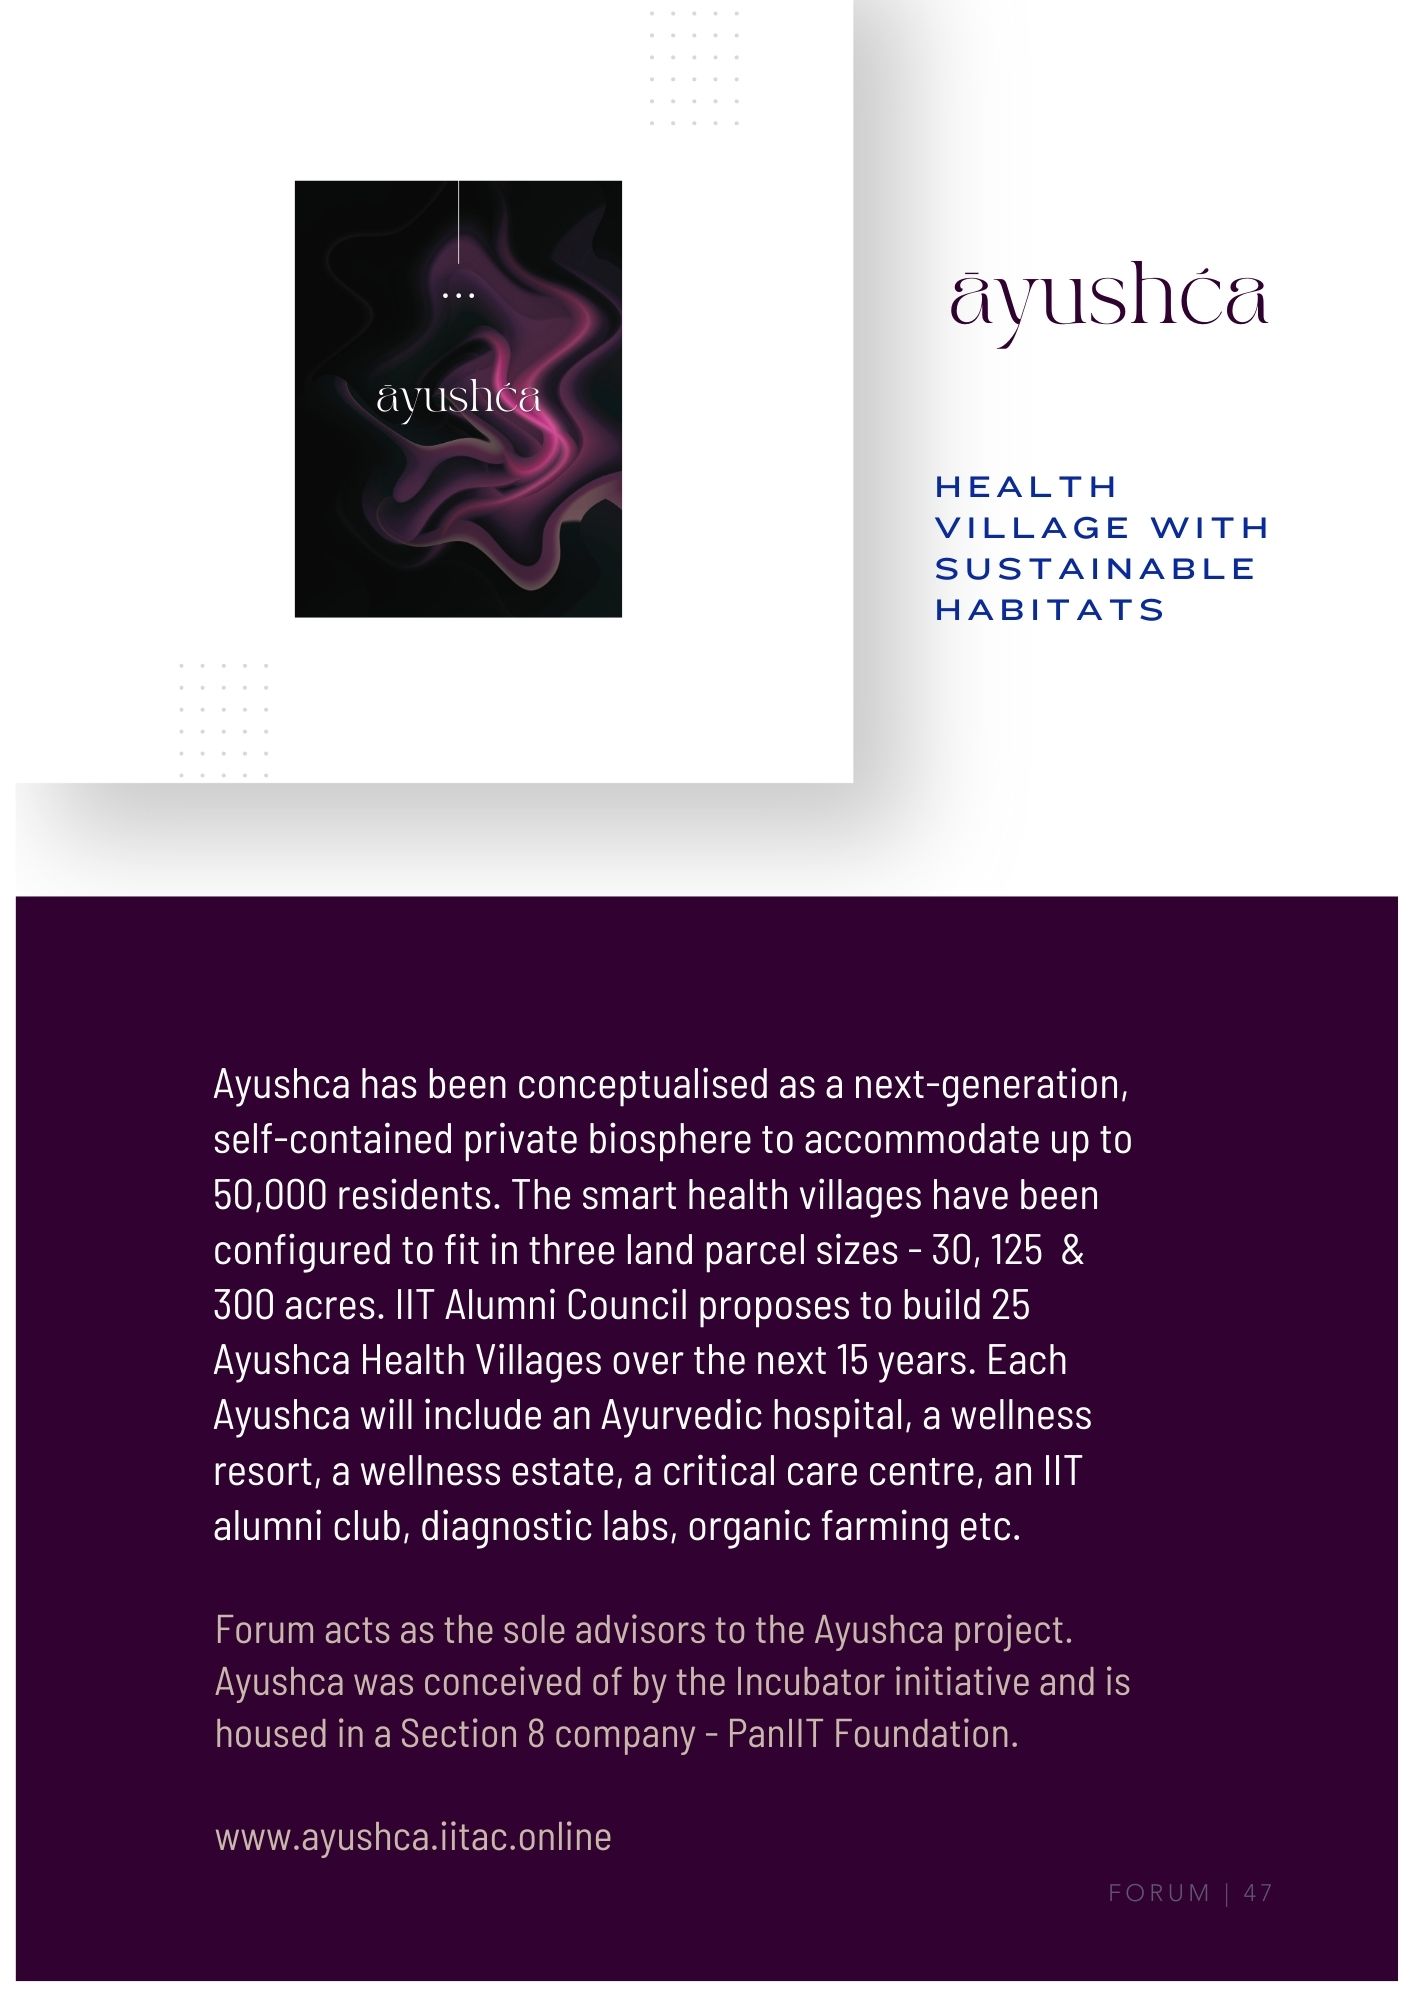 ...
āyushća
āyushća
HEALTH
VILLAGE WITH
SUSTAINABLE
HABITATS
Ayushca has been conceptualised as a next-generation,
self-contained private biosphere to accommodate up to
50,000 residents. The smart health villages have been
configured to fit in three land parcel sizes - 30, 125 &
300 acres. IIT Alumni Council proposes to build 25
Ayushca Health Villages over the next 15 years. Each
Ayushca will include an Ayurvedic hospital, a wellness
resort, a wellness estate, a critical care centre, an IIT
alumni club, diagnostic labs, organic farming etc.
Forum acts as the sole advisors to the Ayushca project.
Ayushca was conceived of by the Incubator initiative and is
housed in a Section 8 company - PanIIT Foundation.
www.ayushca.iitac.online
FORUM | 47